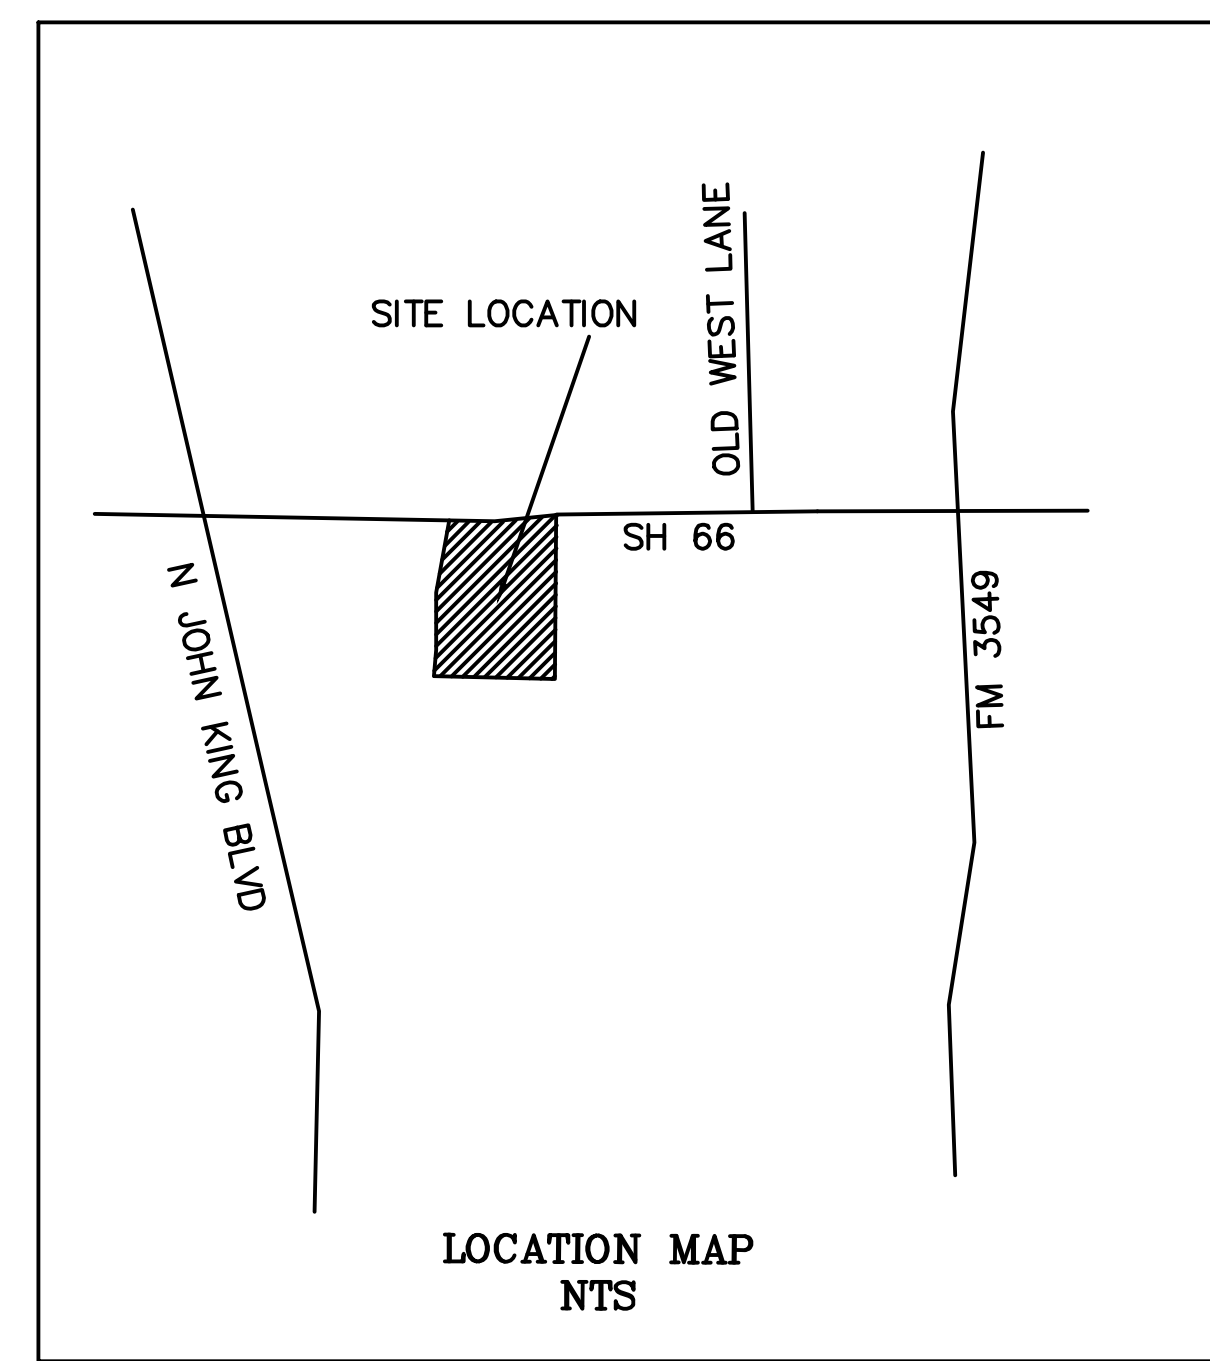 OLD WEST LANE
SITE LOCATION
SH 66
N JOHN KING BLVD
FM 3549
LOCATION MAP
NTS